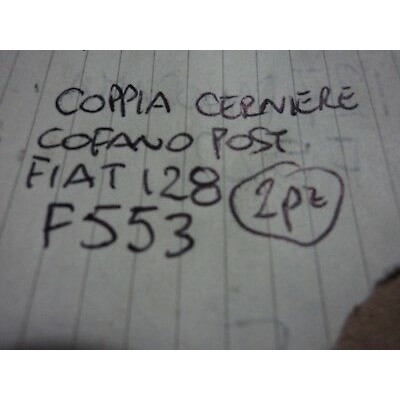 COPPIA CERNIERE
COFANO POST.
FIAT 128
2pz
F553